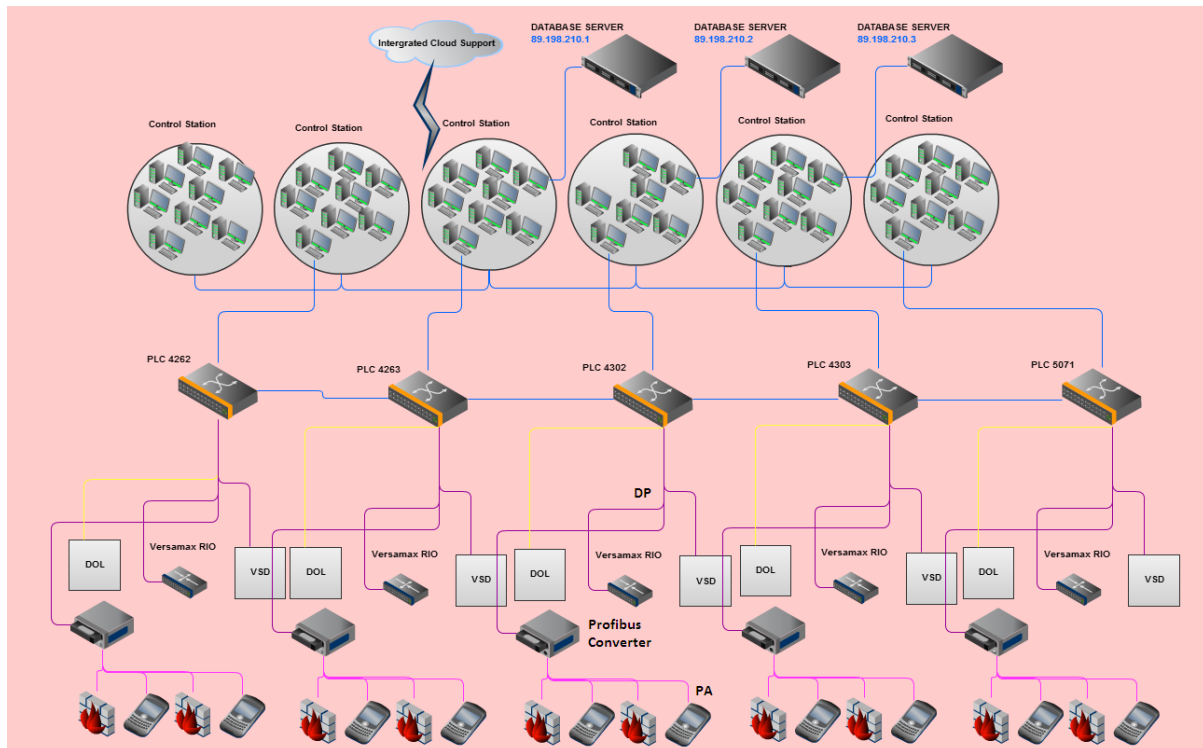 Intergrated Cloud Support
DATABASE SERVER
89.198.210.1
DATABASE SERVER
89.198.210.2
DATABASE SERVER
89.198.210.3
Control Station
Control Station
Control Station
Control Station
Control Station
Control Station
PLC 4262
PLC 4263
PLC 4302
PLC 4303
PLC 5071
DP
DOL
Versamax RIO
VSD
DOL
Versamax RIO
VSD
DOL
Versamax RIO
VSD
DOL
Versamax RIO
VSD
DOL
Versamax RIO
VSD
Profibus
Converter
PA